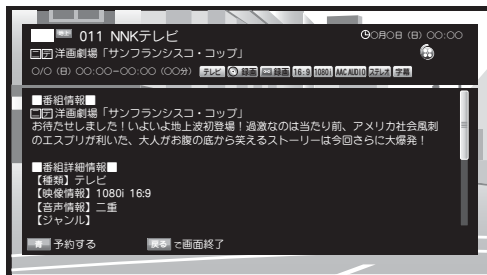 地上 011 NNKテレビ ○月○日 (日) ○○:○○
二字洋画劇場「サンフランシスコ・コップ」
○/○ (日) ○○:○○-○○:○○ (○○分) テレビ 録画 録画 16:9 1080i AAC AUDIO ステレオ 字幕
■番組情報■
二字洋画劇場「サンフランシスコ・コップ」
お待たせしました!いよいよ地上波初登場!過激なのは当たり前、アメリカ社会風刺
のエスプリが利いた、大人がお腹の底から笑えるストーリーは今回さらに大爆発!
■番組詳細情報■
【種類】テレビ
【映像情報】1080i 16:9
【音声情報】二重
【ジャンル】
青 予約する 戻る で画面終了